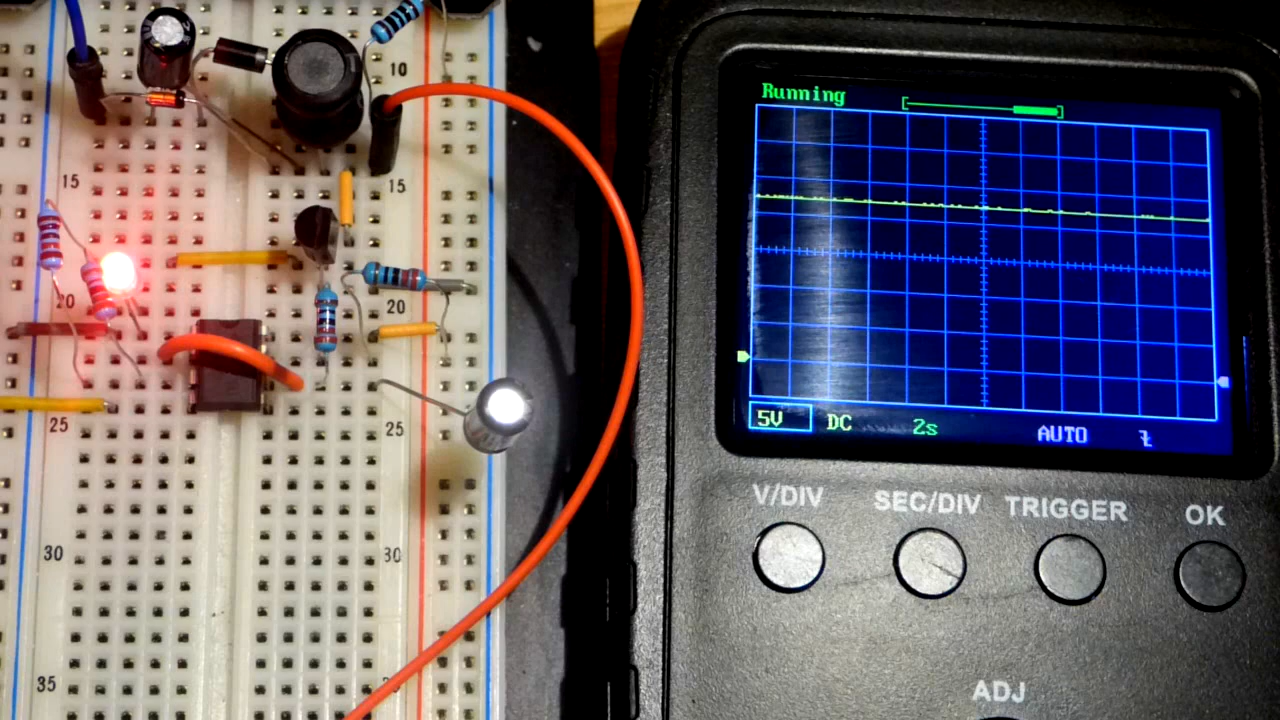 10
15
15
20
20
25
25
30
30
35
Running
5V DC 2s AUTO
V/DIV SEC/DIV TRIGGER OK
ADJ